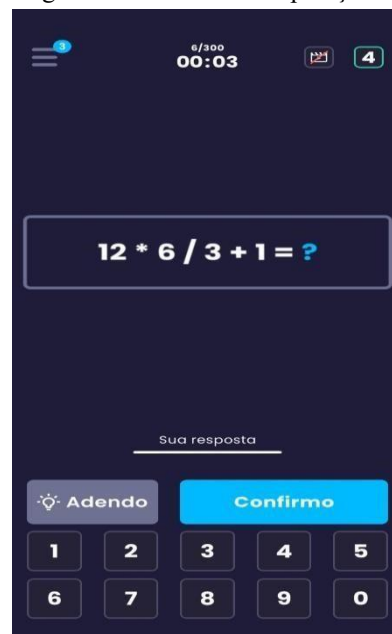 3
6/300
00:03
4
12 * 6 / 3 + 1 = ?
Sua resposta
Adendo
Confirmo
1 2 3 4 5
6 7 8 9 0